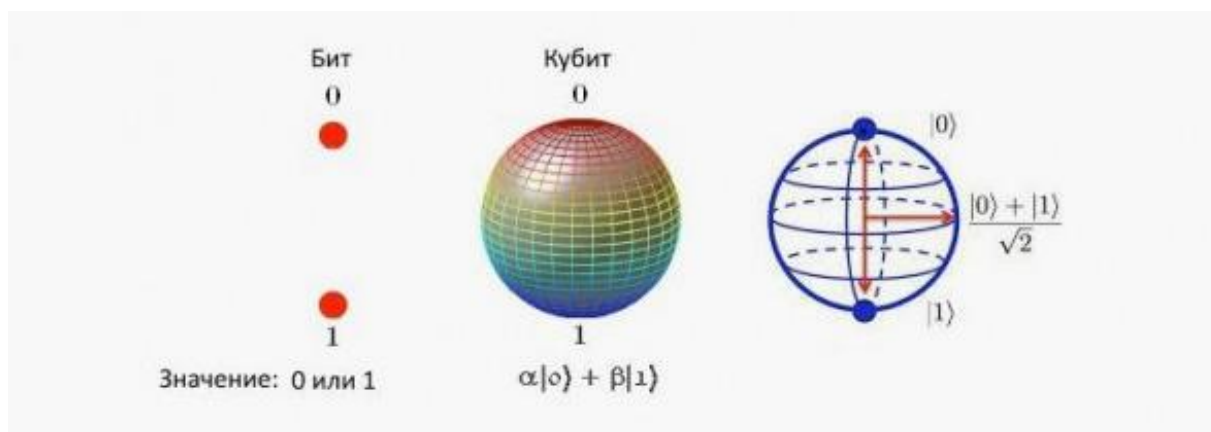 Бит
0
1
Значение: 0 или 1
Кубит
0
1
α|0⟩ + β|1⟩
|0⟩
|0⟩ + |1⟩
√2
|1⟩